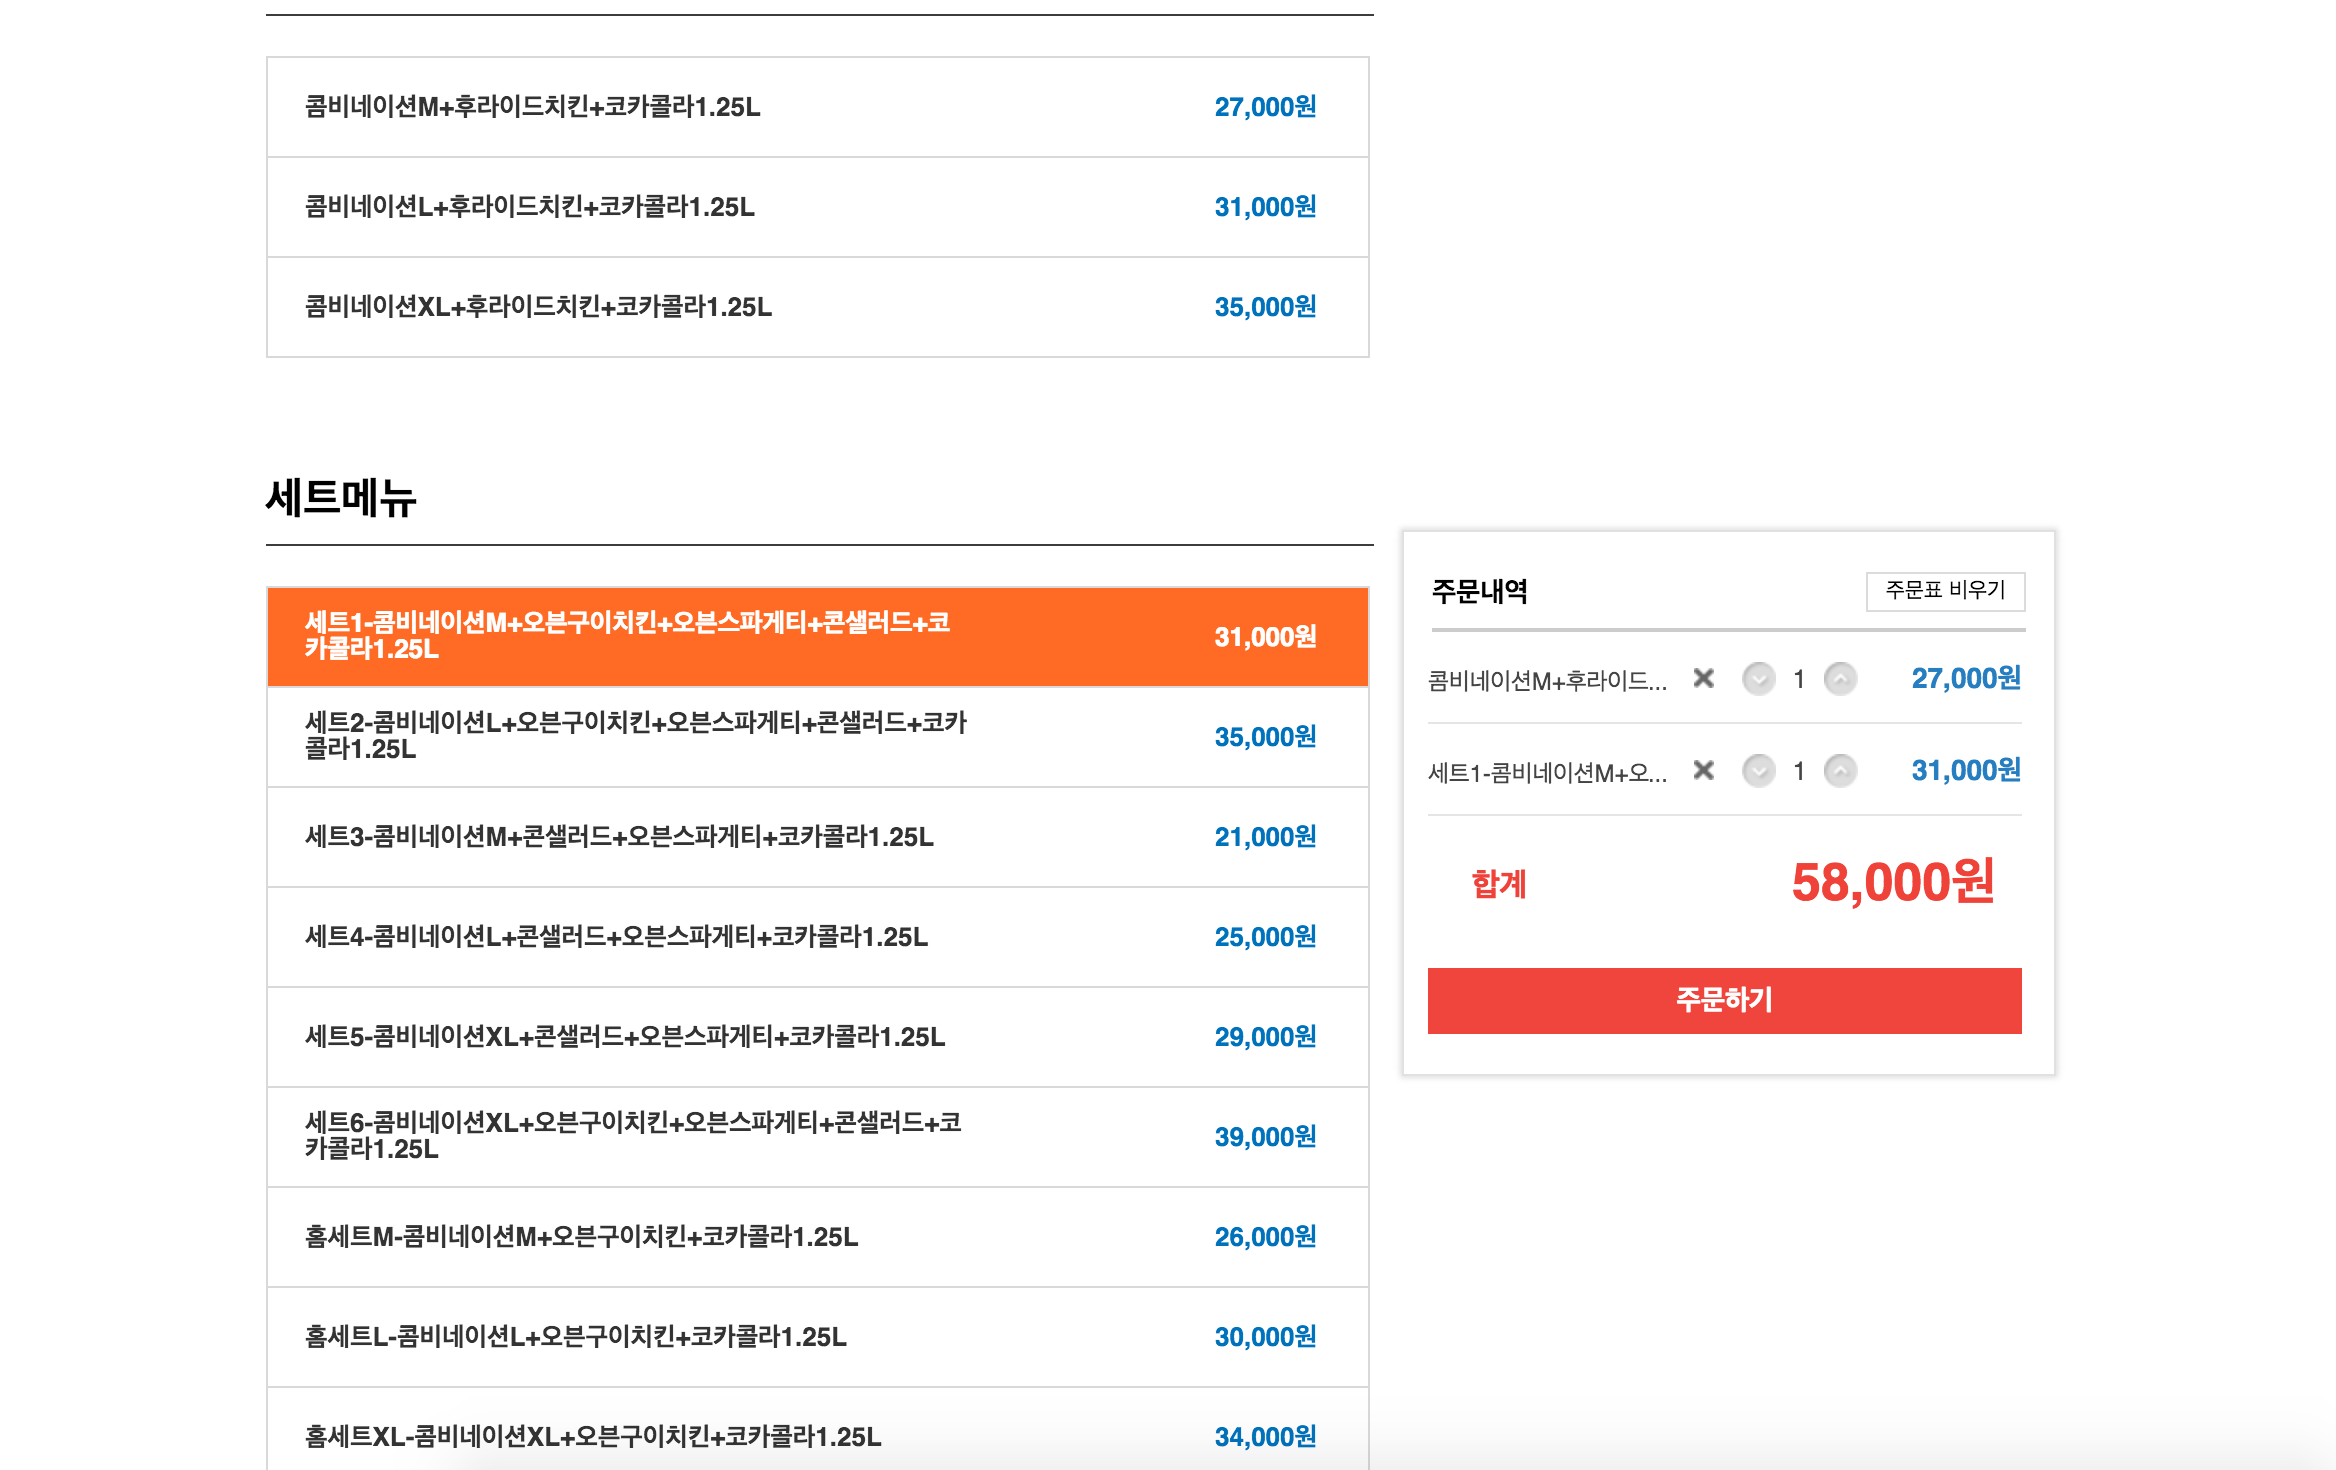 콤비네이션M+후라이드치킨+코카콜라1.25L 27,000원
콤비네이션L+후라이드치킨+코카콜라1.25L 31,000원
콤비네이션XL+후라이드치킨+코카콜라1.25L 35,000원
세트메뉴
세트1-콤비네이션M+오븐구이치킨+오븐스파게티+콘샐러드+코
카콜라1.25L 31,000원
세트2-콤비네이션L+오븐구이치킨+오븐스파게티+콘샐러드+코카
콜라1.25L 35,000원
세트3-콤비네이션M+콘샐러드+오븐스파게티+코카콜라1.25L 21,000원
세트4-콤비네이션L+콘샐러드+오븐스파게티+코카콜라1.25L 25,000원
세트5-콤비네이션XL+콘샐러드+오븐스파게티+코카콜라1.25L 29,000원
세트6-콤비네이션XL+오븐구이치킨+오븐스파게티+콘샐러드+코
카콜라1.25L 39,000원
홈세트M-콤비네이션M+오븐구이치킨+코카콜라1.25L 26,000원
홈세트L-콤비네이션L+오븐구이치킨+코카콜라1.25L 30,000원
홈세트XL-콤비네이션XL+오븐구이치킨+코카콜라1.25L 34,000원
주문내역 주문표 비우기
콤비네이션M+후라이드... 1 27,000원
세트1-콤비네이션M+오... 1 31,000원
합계 58,000원
주문하기